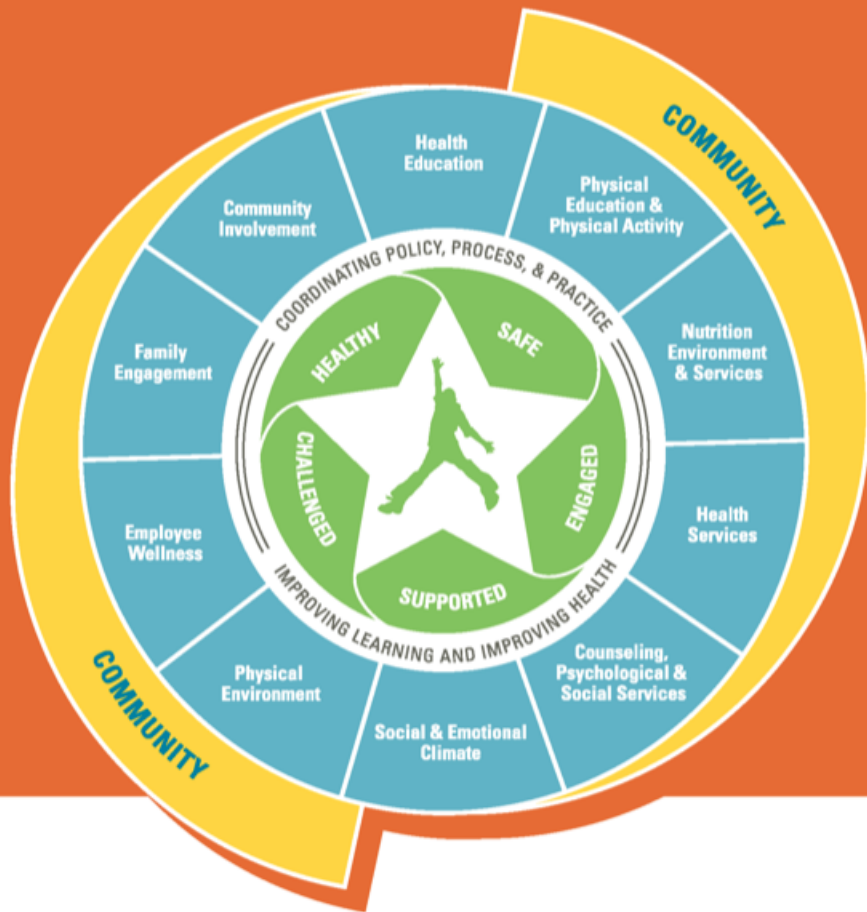 COMMUNITY
Health
Education
Physical
Education &
Physical Activity
Nutrition
Environment
& Services
Health
Services
Counseling,
Psychological &
Social Services
Social & Emotional
Climate
Physical
Environment
Employee
Wellness
Family
Engagement
Community
Involvement
COORDINATING POLICY, PROCESS, & PRACTICE
IMPROVING LEARNING AND IMPROVING HEALTH
HEALTHY
SAFE
ENGAGED
SUPPORTED
CHALLENGED
COMMUNITY